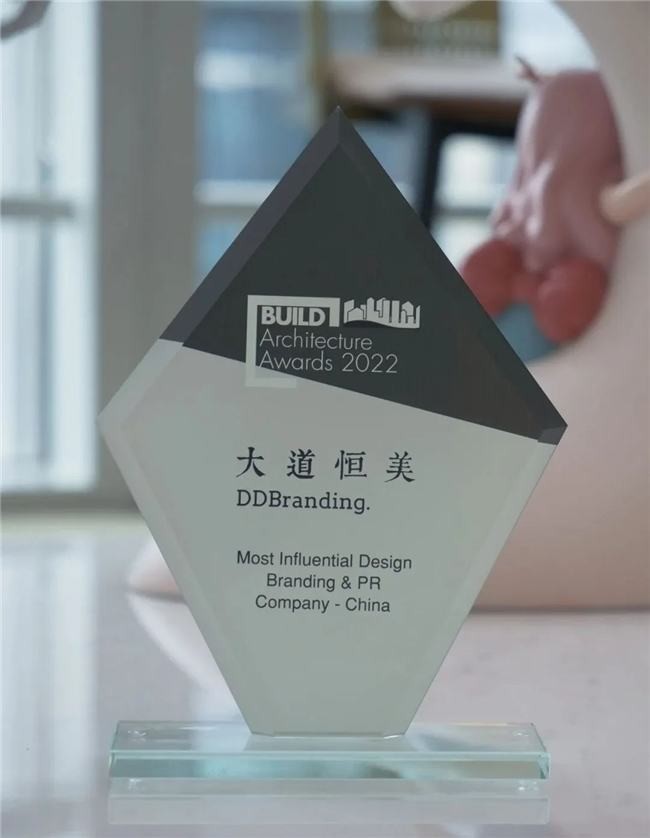 BUILD
Architecture
Awards 2022
大道恒美
DDBranding.
Most Influential Design
Branding & PR
Company - China